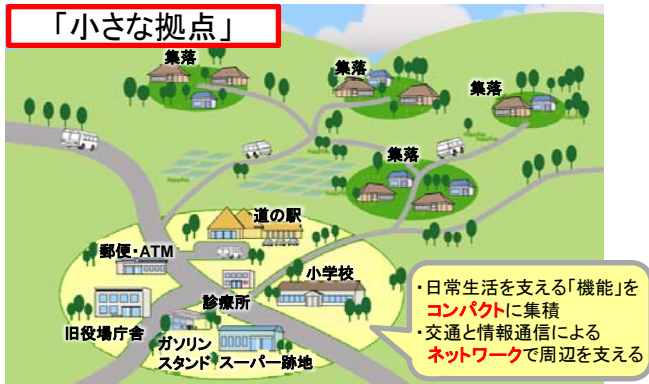 「小さな拠点」
集落
集落
集落
集落
道の駅
郵便・ATM
小学校
診療所
旧役場庁舎
ガソリン
スタンド
スーパー跡地
・日常生活を支える「機能」を
コンパクトに集積
・交通と情報通信による
ネットワークで周辺を支える